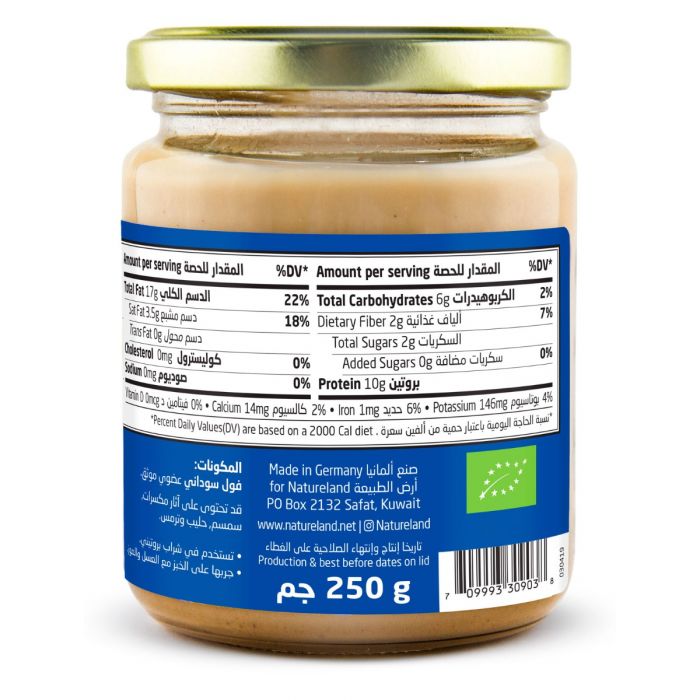 Amount per serving المقدار للحصة %DV*
Total Fat 17g الدسم الكلي 22%
Sat Fat 3.5g دسم مشبع 18%
Trans Fat 0g دسم محول
Cholesterol 0mg كوليسترول 0%
Sodium 0mg صوديوم 0%
Amount per serving المقدار للحصة %DV*
Total Carbohydrates 6g الكربوهيدرات 2%
Dietary Fiber 2g ألياف غذائية 7%
Total Sugars 2g السكريات
Added Sugars 0g سكريات مضافة 0%
Protein 10g بروتين
Vitamin D 0mcg فيتامين د 0% • Calcium 14mg كالسيوم 2% • Iron 1mg حديد 6% • Potassium 146mg بوتاسيوم 4%
*Percent Daily Values(DV) are based on a 2000 Cal diet . نسبة الحاجة اليومية باعتبار حمية من ألفين سعرة*
المكونات:
فول سوداني عضوي موثق.
قد تحتوي على آثار مكسرات،
سمسم، حليب وترمس.
• تستخدم في شراب بروتيني.
• جربها على الخبز مع العسل
Made in Germany صنع ألمانيا
for Natureland أرض الطبيعة
PO Box 2132 Safat, Kuwait
www.natureland.net | Natureland
تاريخا إنتاج وإنتهاء الصلاحية على الغطاء
Production & best before dates on lid
250 g جم
7 09993 30903 8
030419